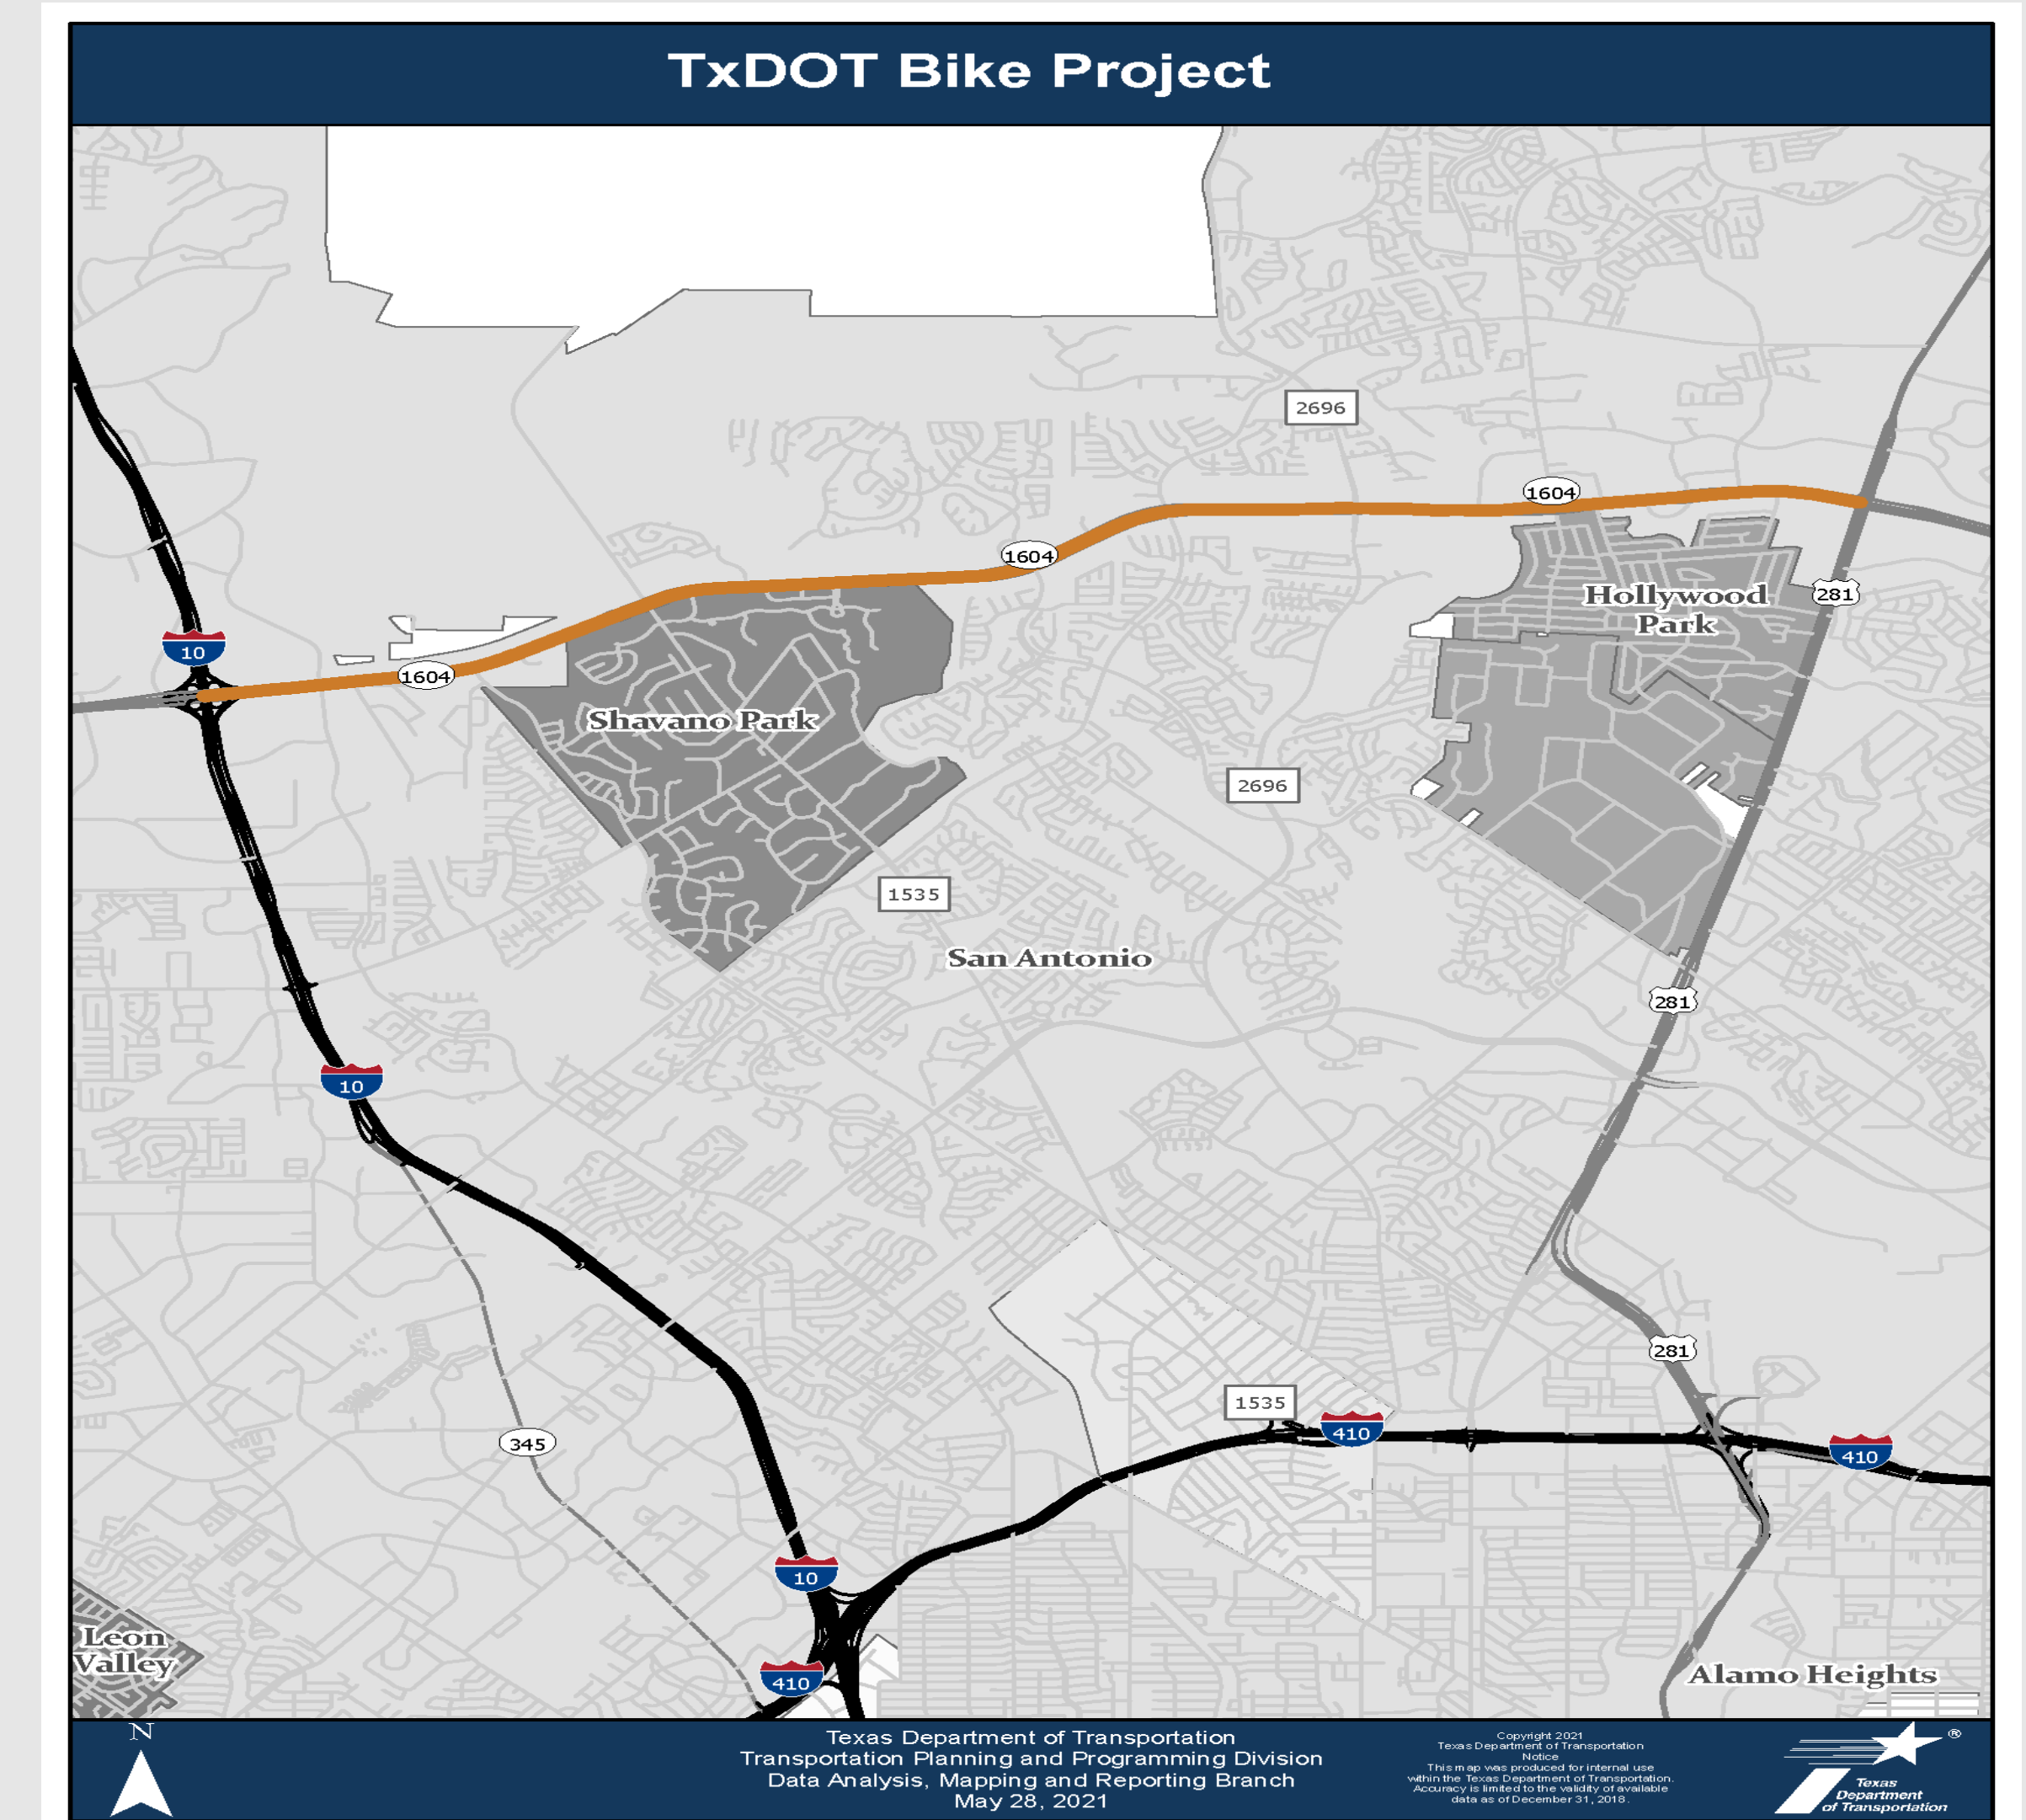 TxDOT Bike Project
2696
1604
1604
281
Hollywood
Park
10
1604
Shavano Park
2696
1535
San Antonio
281
10
281
1535
410
345
410
10
Leon
Valley
410
Alamo Heights
N
Texas Department of Transportation
Transportation Planning and Programming Division
Data Analysis, Mapping and Reporting Branch
May 28, 2021
Copyright 2021
Texas Department of Transportation
Notice
This map was produced for internal use
within the Texas Department of Transportation.
Accuracy is limited to the validity of available
data as of December 31, 2018.
®
Texas
Department
of Transportation